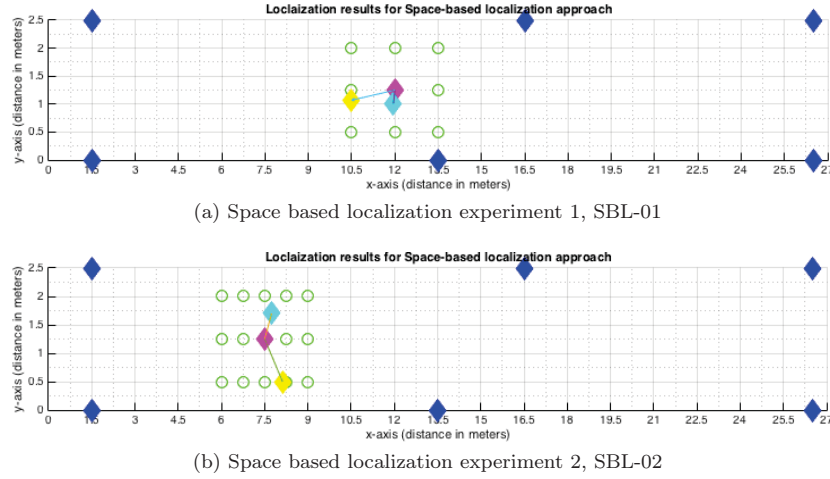 Loclaization results for Space-based localization approach
2.5
2
1.5
1
0.5
0
y-axis (distance in meters)
0 1.5 3 4.5 6 7.5 9 10.5 12 13.5 15 16.5 18 19.5 21 22.5 24 25.5 27
x-axis (distance in meters)
(a) Space based localization experiment 1, SBL-01
Loclaization results for Space-based localization approach
2.5
2
1.5
1
0.5
0
y-axis (distance in meters)
0 1.5 3 4.5 6 7.5 9 10.5 12 13.5 15 16.5 18 19.5 21 22.5 24 25.5 27
x-axis (distance in meters)
(b) Space based localization experiment 2, SBL-02